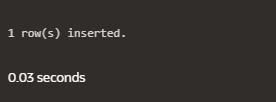 1 row(s) inserted.
0.03 seconds